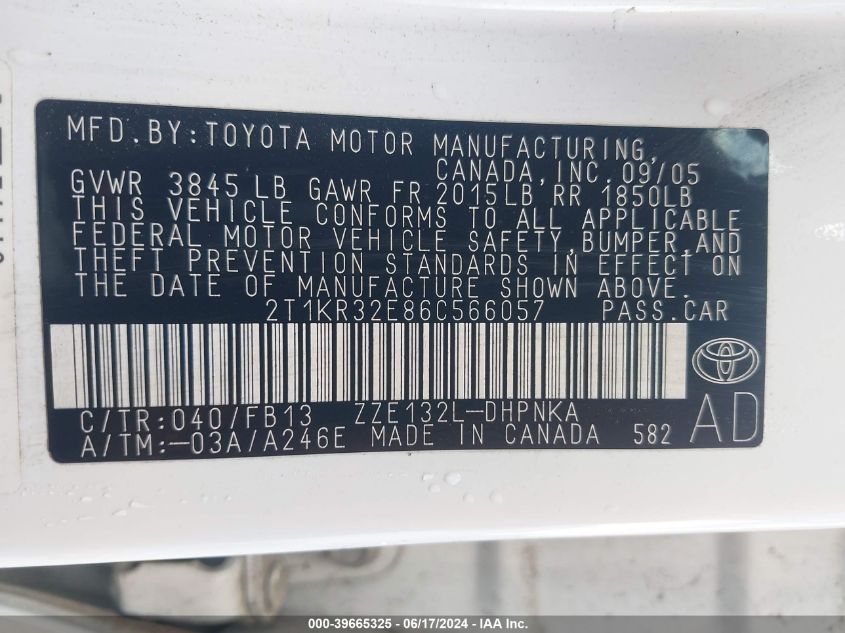 MFD.BY:TOYOTA MOTOR MANUFACTURING,
CANADA,INC. 09/05
GVWR 3845 LB GAWR FR 2015LB RR 1850LB
THIS VEHICLE CONFORMS TO ALL APPLICABLE
FEDERAL MOTOR VEHICLE SAFETY,BUMPER,AND
THEFT PREVENTION STANDARDS IN EFFECT ON
THE DATE OF MANUFACTURE SHOWN ABOVE.
2T1KR32E86C566057 PASS.CAR
C/TR:040/FB13 ZZE132L-DHPNKA
A/TM:-03A/A246E MADE IN CANADA 582
AD
000-39665325 - 06/17/2024 - IAA Inc.